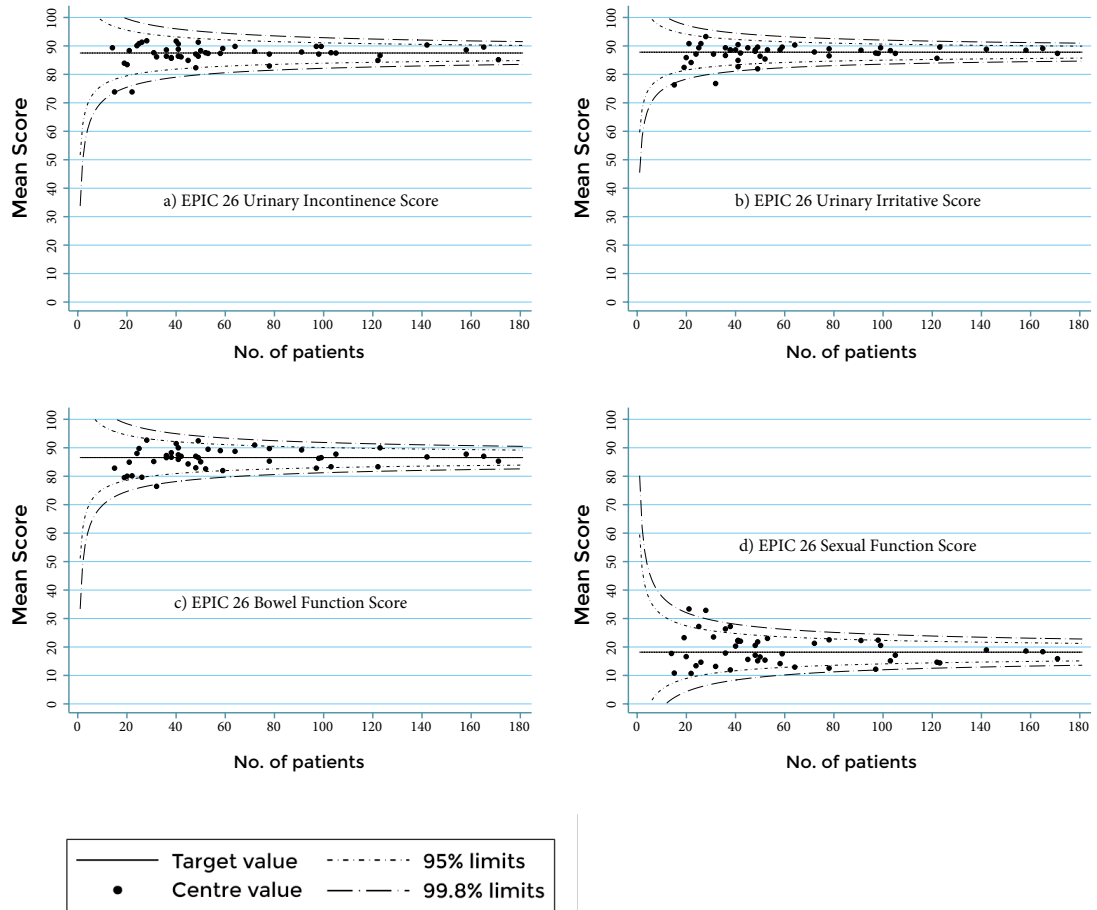 100
90
80
70
60
50
40
30
20
10
0
Mean Score
a) EPIC 26 Urinary Incontinence Score
0 20 40 60 80 100 120 140 160 180
No. of patients
100
90
80
70
60
50
40
30
20
10
0
Mean Score
b) EPIC 26 Urinary Irritative Score
0 20 40 60 80 100 120 140 160 180
No. of patients
100
90
80
70
60
50
40
30
20
10
0
Mean Score
c) EPIC 26 Bowel Function Score
0 20 40 60 80 100 120 140 160 180
No. of patients
100
90
80
70
60
50
40
30
20
10
0
Mean Score
d) EPIC 26 Sexual Function Score
0 20 40 60 80 100 120 140 160 180
No. of patients
Target value 95% limits
Centre value 99.8% limits